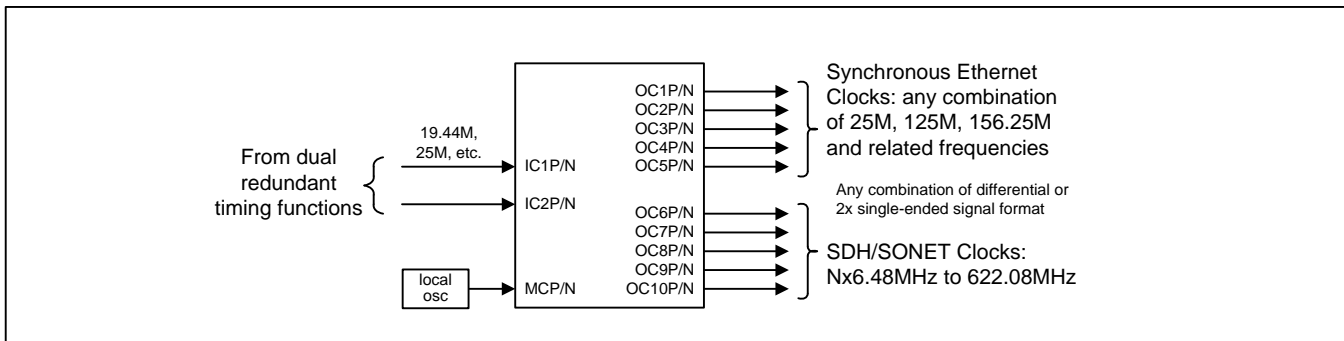 From dual
redundant
timing functions
19.44M,
25M, etc.
local
osc
IC1P/N
IC2P/N
MCP/N
OC1P/N
OC2P/N
OC3P/N
OC4P/N
OC5P/N
OC6P/N
OC7P/N
OC8P/N
OC9P/N
OC10P/N
Synchronous Ethernet
Clocks: any combination
of 25M, 125M, 156.25M
and related frequencies
Any combination of differential or
2x single-ended signal format
SDH/SONET Clocks:
Nx6.48MHz to 622.08MHz